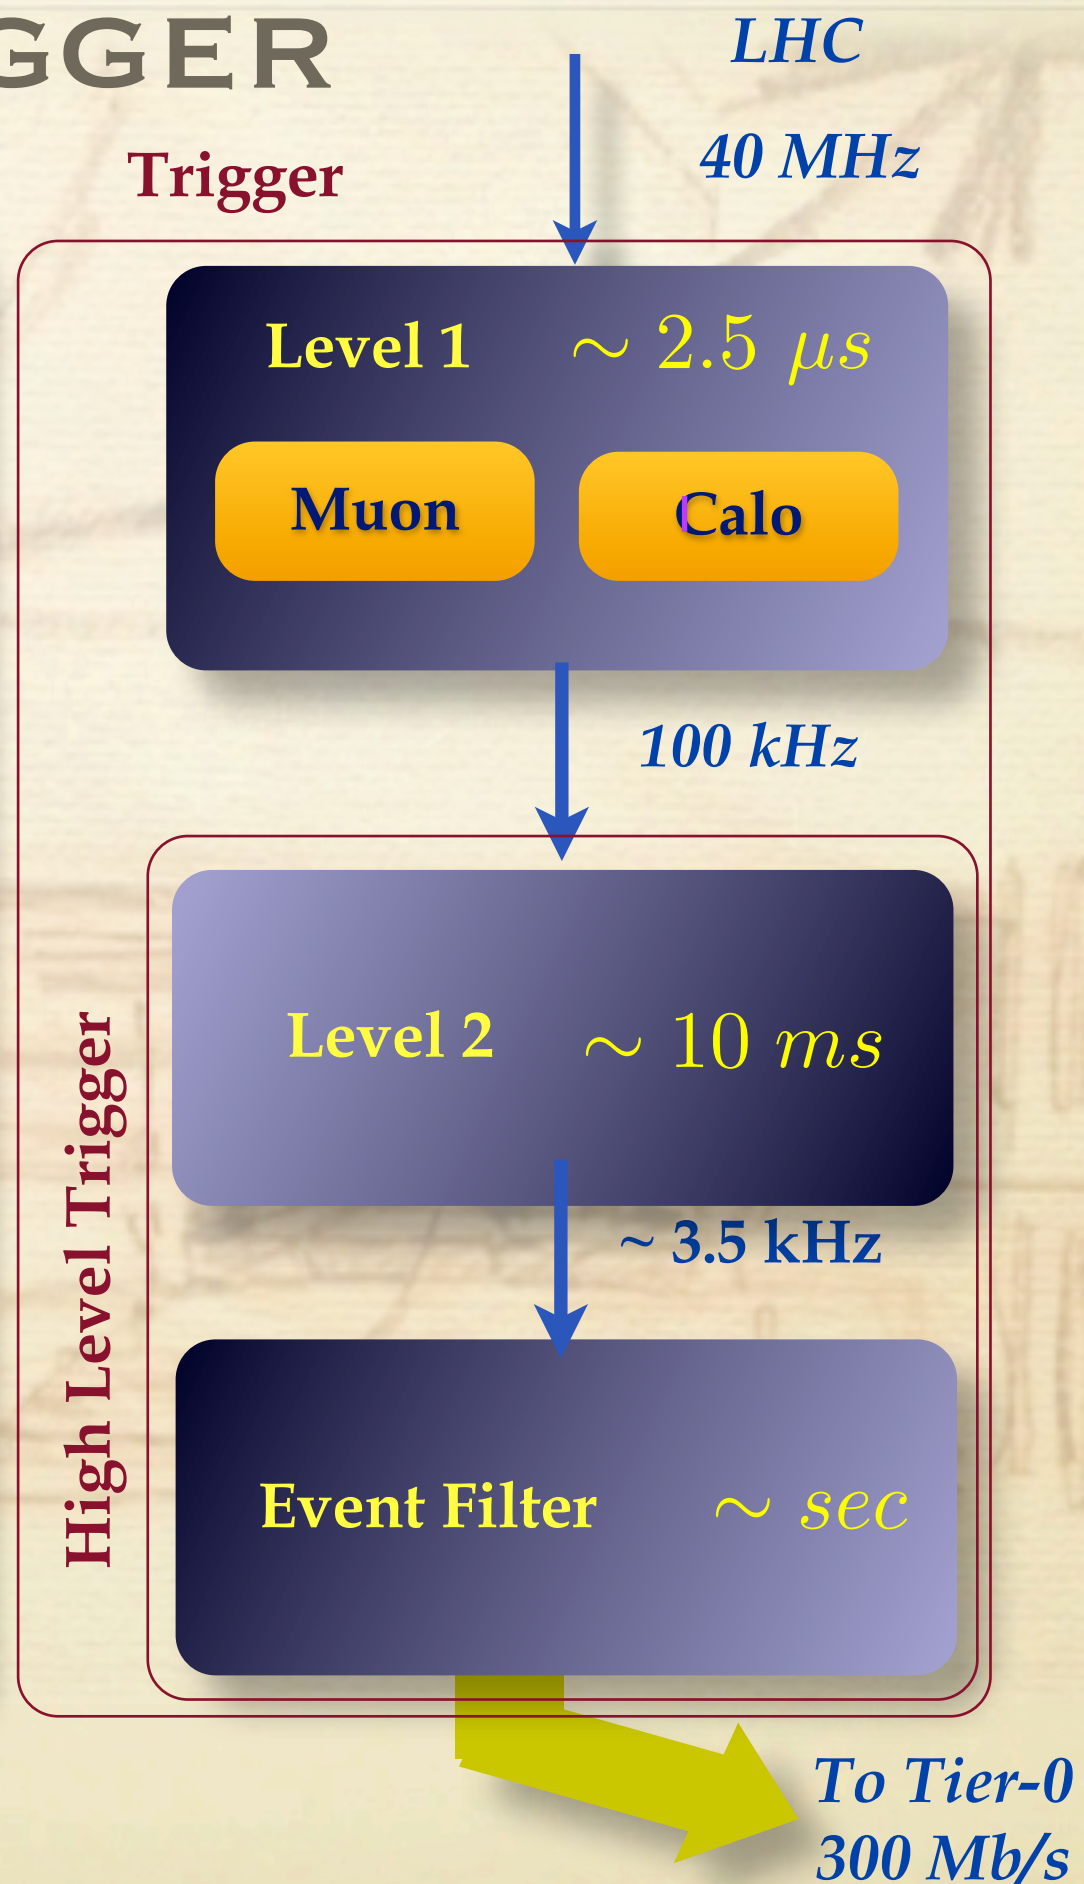 GGER
LHC
40 MHz
Trigger
Level 1 ~ 2.5 μs
Muon Calo
100 kHz
Level 2 ~ 10 ms
~ 3.5 kHz
High Level Trigger
Event Filter ~ sec
To Tier-0
300 Mb/s